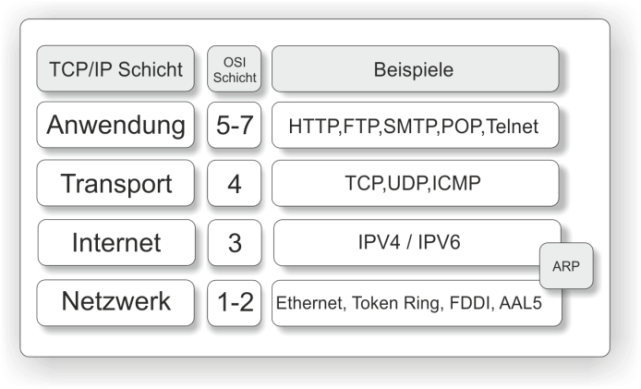 TCP/IP Schicht
OSI
Schicht
Beispiele
Anwendung
5-7
HTTP,FTP,SMTP,POP,Telnet
Transport
4
TCP,UDP,ICMP
Internet
3
IPV4 / IPV6
ARP
Netzwerk
1-2
Ethernet, Token Ring, FDDI, AAL5